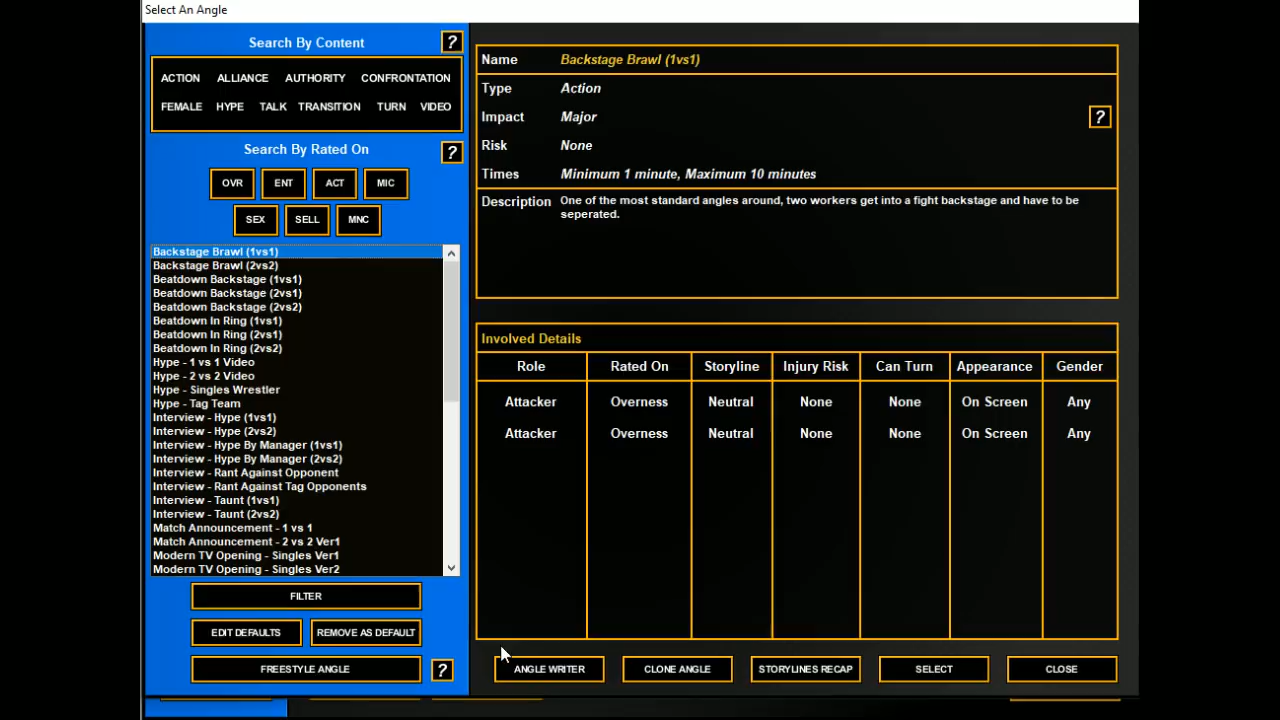 Select An Angle
Search By Content
?
ACTION ALLIANCE AUTHORITY CONFRONTATION
FEMALE HYPE TALK TRANSITION TURN VIDEO
Search By Rated On
?
OVR ENT ACT MIC
SEX SELL MNC
Backstage Brawl (1vs1)
Backstage Brawl (2vs2)
Beatdown Backstage (1vs1)
Beatdown Backstage (2vs1)
Beatdown Backstage (2vs2)
Beatdown In Ring (1vs1)
Beatdown In Ring (2vs1)
Beatdown In Ring (2vs2)
Hype - 1 vs 1 Video
Hype - 2 vs 2 Video
Hype - Singles Wrestler
Hype - Tag Team
Interview - Hype (1vs1)
Interview - Hype (2vs2)
Interview - Hype By Manager (1vs1)
Interview - Hype By Manager (2vs2)
Interview - Rant Against Opponent
Interview - Rant Against Tag Opponents
Interview - Taunt (1vs1)
Interview - Taunt (2vs2)
Match Announcement - 1 vs 1
Match Announcement - 2 vs 2 Ver1
Modern TV Opening - Singles Ver1
Modern TV Opening - Singles Ver2
FILTER
EDIT DEFAULTS REMOVE AS DEFAULT
FREESTYLE ANGLE ?
Name Backstage Brawl (1vs1)
Type Action
Impact Major
?
Risk None
Times Minimum 1 minute, Maximum 10 minutes
Description One of the most standard angles around, two workers get into a fight backstage and have to be
seperated.
Involved Details
Role Rated On Storyline Injury Risk Can Turn Appearance Gender
Attacker Overness Neutral None None On Screen Any
Attacker Overness Neutral None None On Screen Any
ANGLE WRITER CLONE ANGLE STORYLINES RECAP SELECT CLOSE